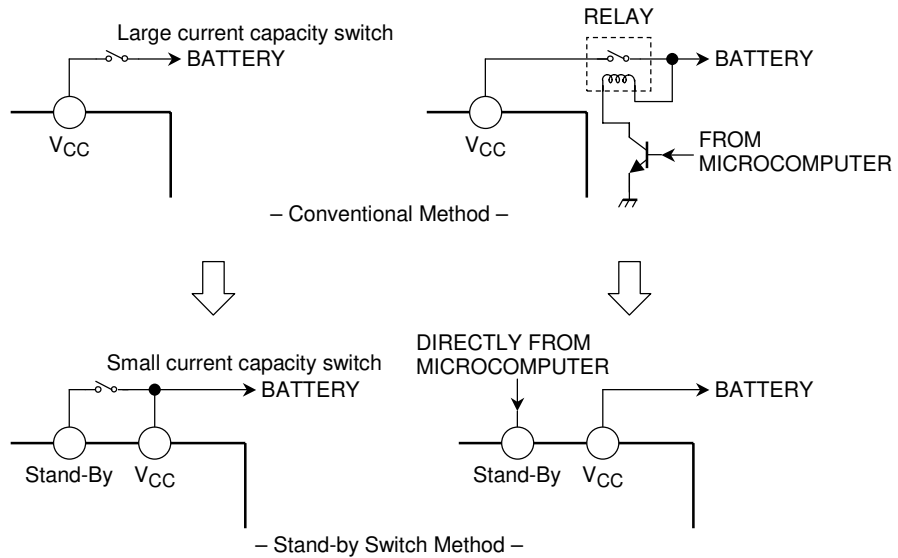 Large current capacity switch
BATTERY
VCC
RELAY
BATTERY
VCC
FROM
MICROCOMPUTER
– Conventional Method –
Small current capacity switch
BATTERY
Stand-By
VCC
DIRECTLY FROM
MICROCOMPUTER
BATTERY
Stand-By
VCC
– Stand-by Switch Method –